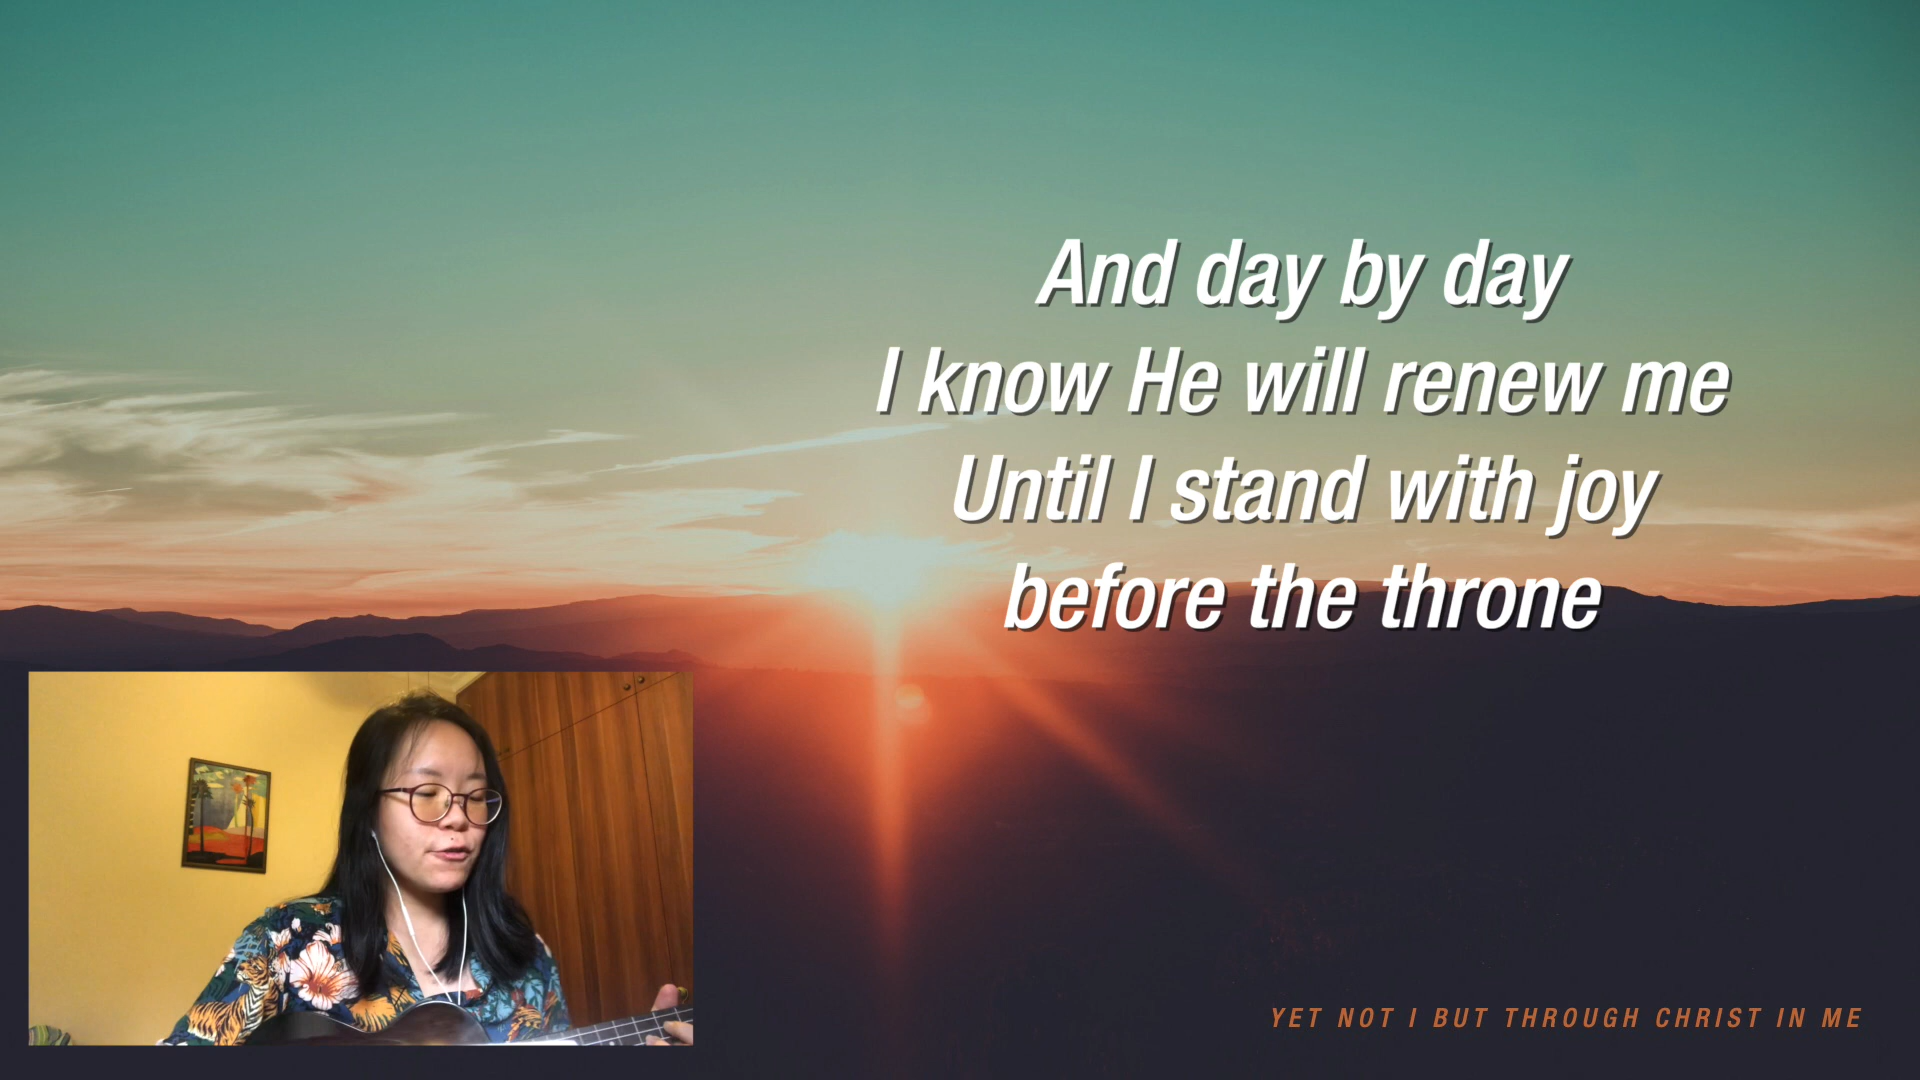 And day by day
I know He will renew me
Until I stand with joy
before the throne
YET NOT I BUT THROUGH CHRIST IN ME